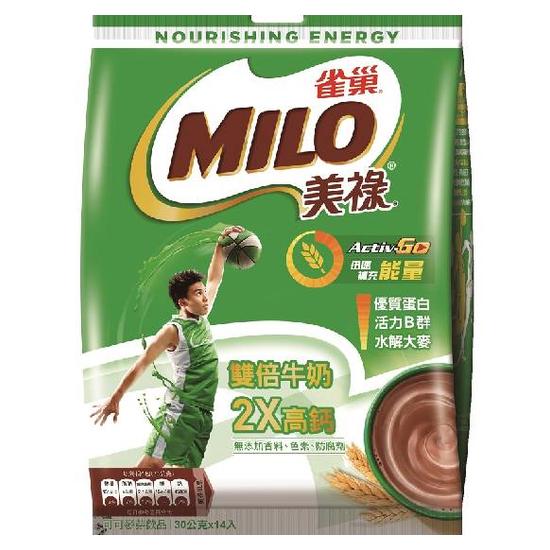 NOURISHING ENERGY
雀巢®
MILO®
美祿®
Activ-GO
迅速
補充 能量
優質蛋白
活力B群
水解大麥
雙倍牛奶
2X高鈣
無添加香料、色素、防腐劑
可可麥芽飲品 30公克x14入